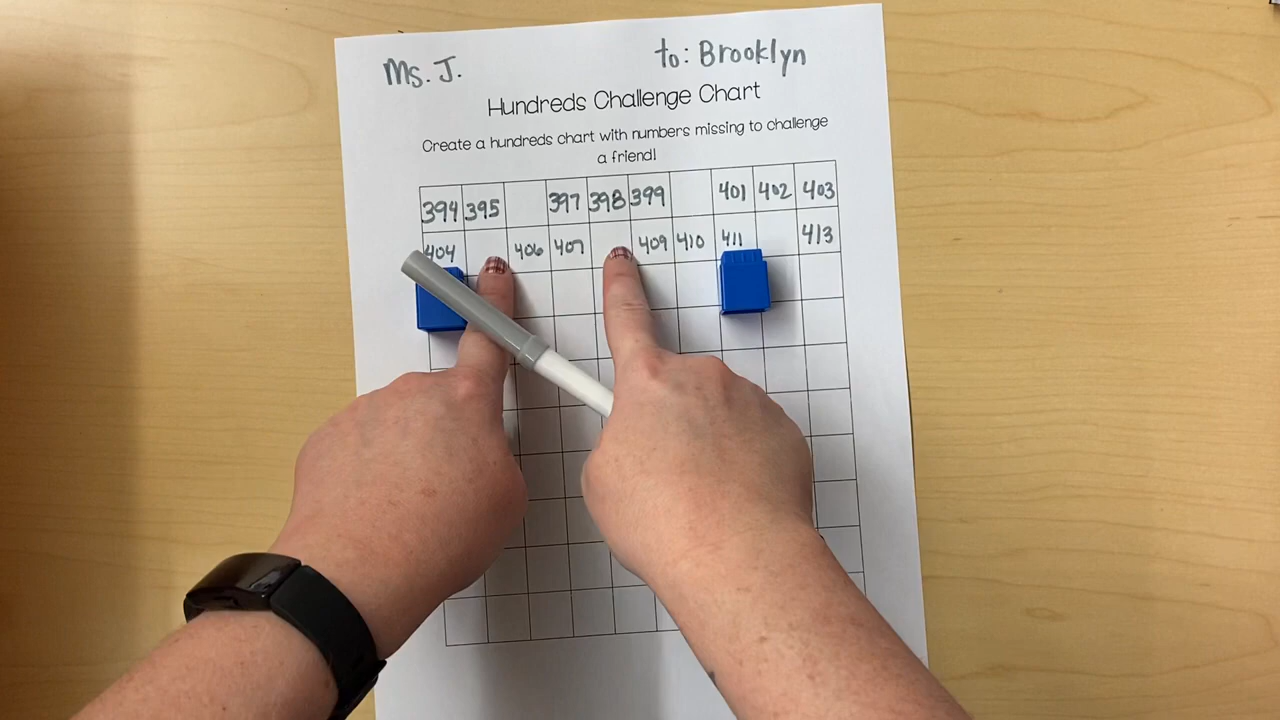 Ms. J. to: Brooklyn
Hundreds Challenge Chart
Create a hundreds chart with numbers missing to challenge
a friend!
394 395 397 398 399 401 402 403
404 406 407 409 410 411 413